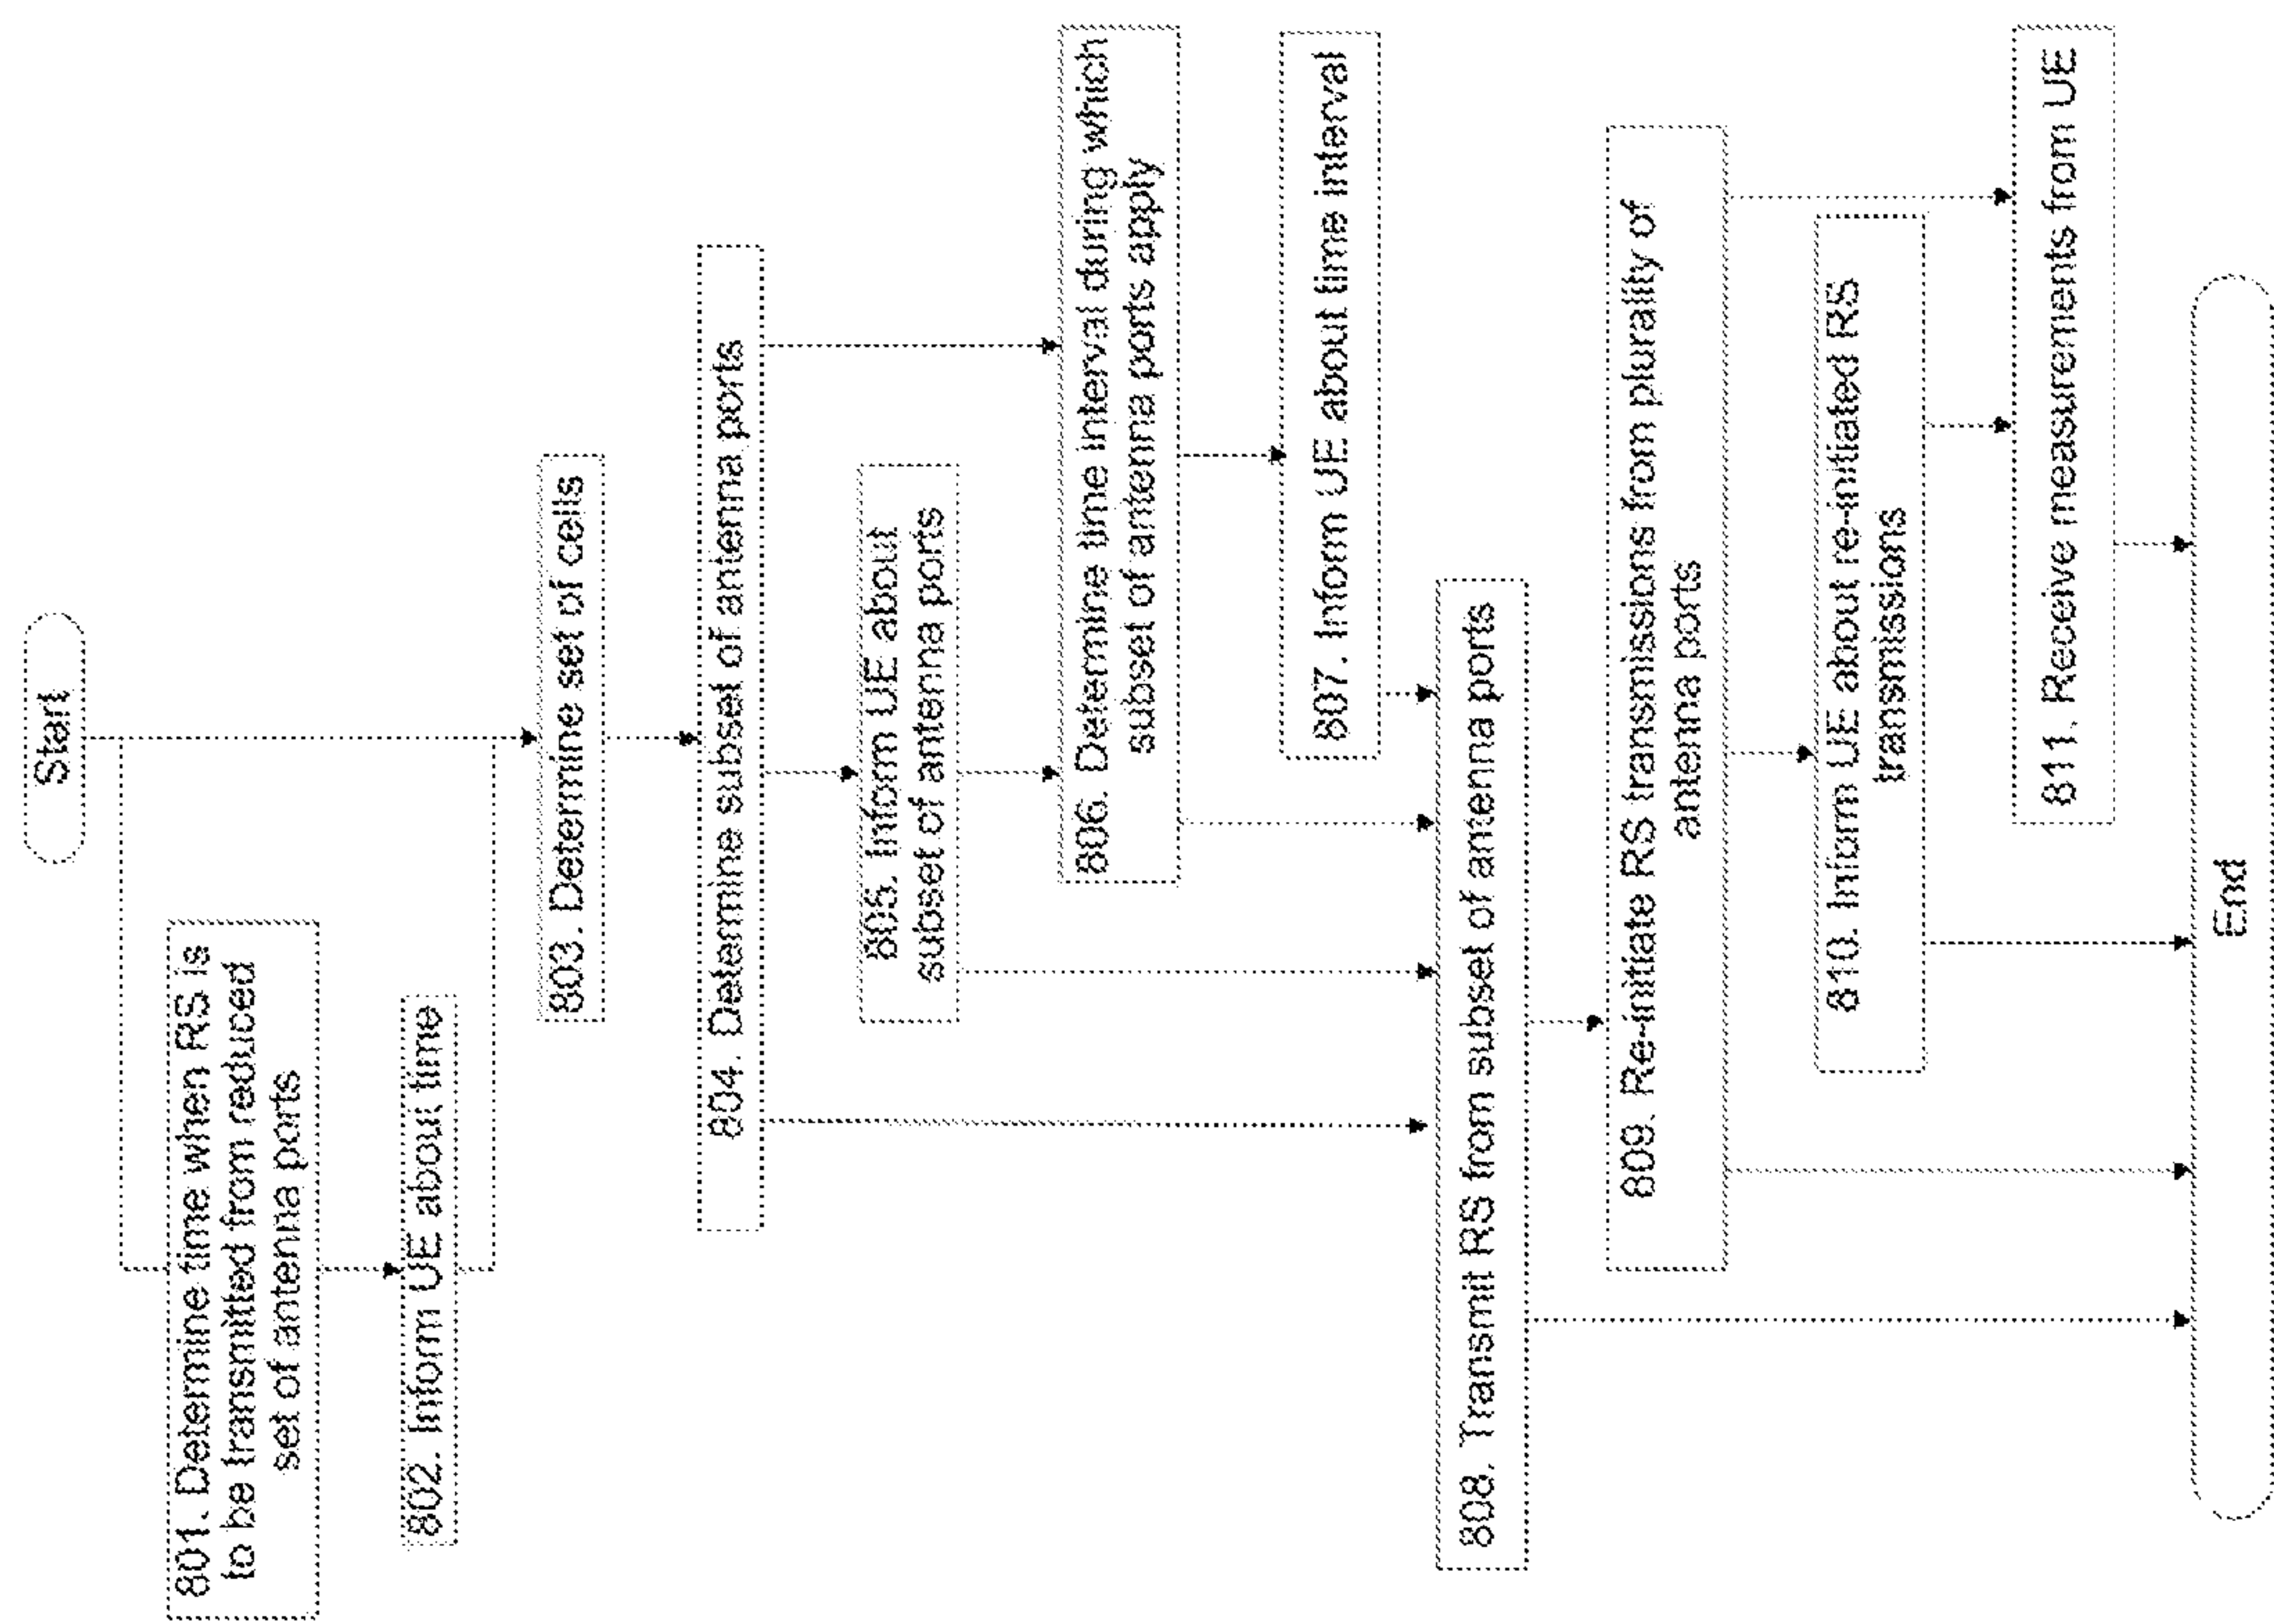 Start
801. Determine time when RS is
to be transmitted from reduced
set of antenna ports
802. Inform UE about time
803. Determine set of cells
804. Determine subset of antenna ports
805. Inform UE about
subset of antenna ports
806. Determine time interval during which
subset of antenna ports apply
807. Inform UE about time interval
808. Transmit RS from subset of antenna ports
809. Re-initiate RS transmissions from plurality of
antenna ports
810. Inform UE about re-initiated RS
transmissions
811. Receive measurements from UE
End